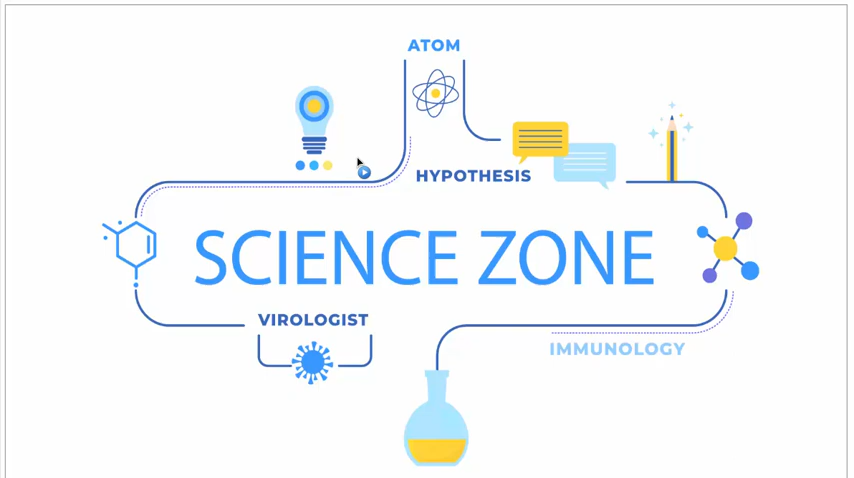 ATOM
HYPOTHESIS
SCIENCE ZONE
VIROLOGIST
IMMUNOLOGY